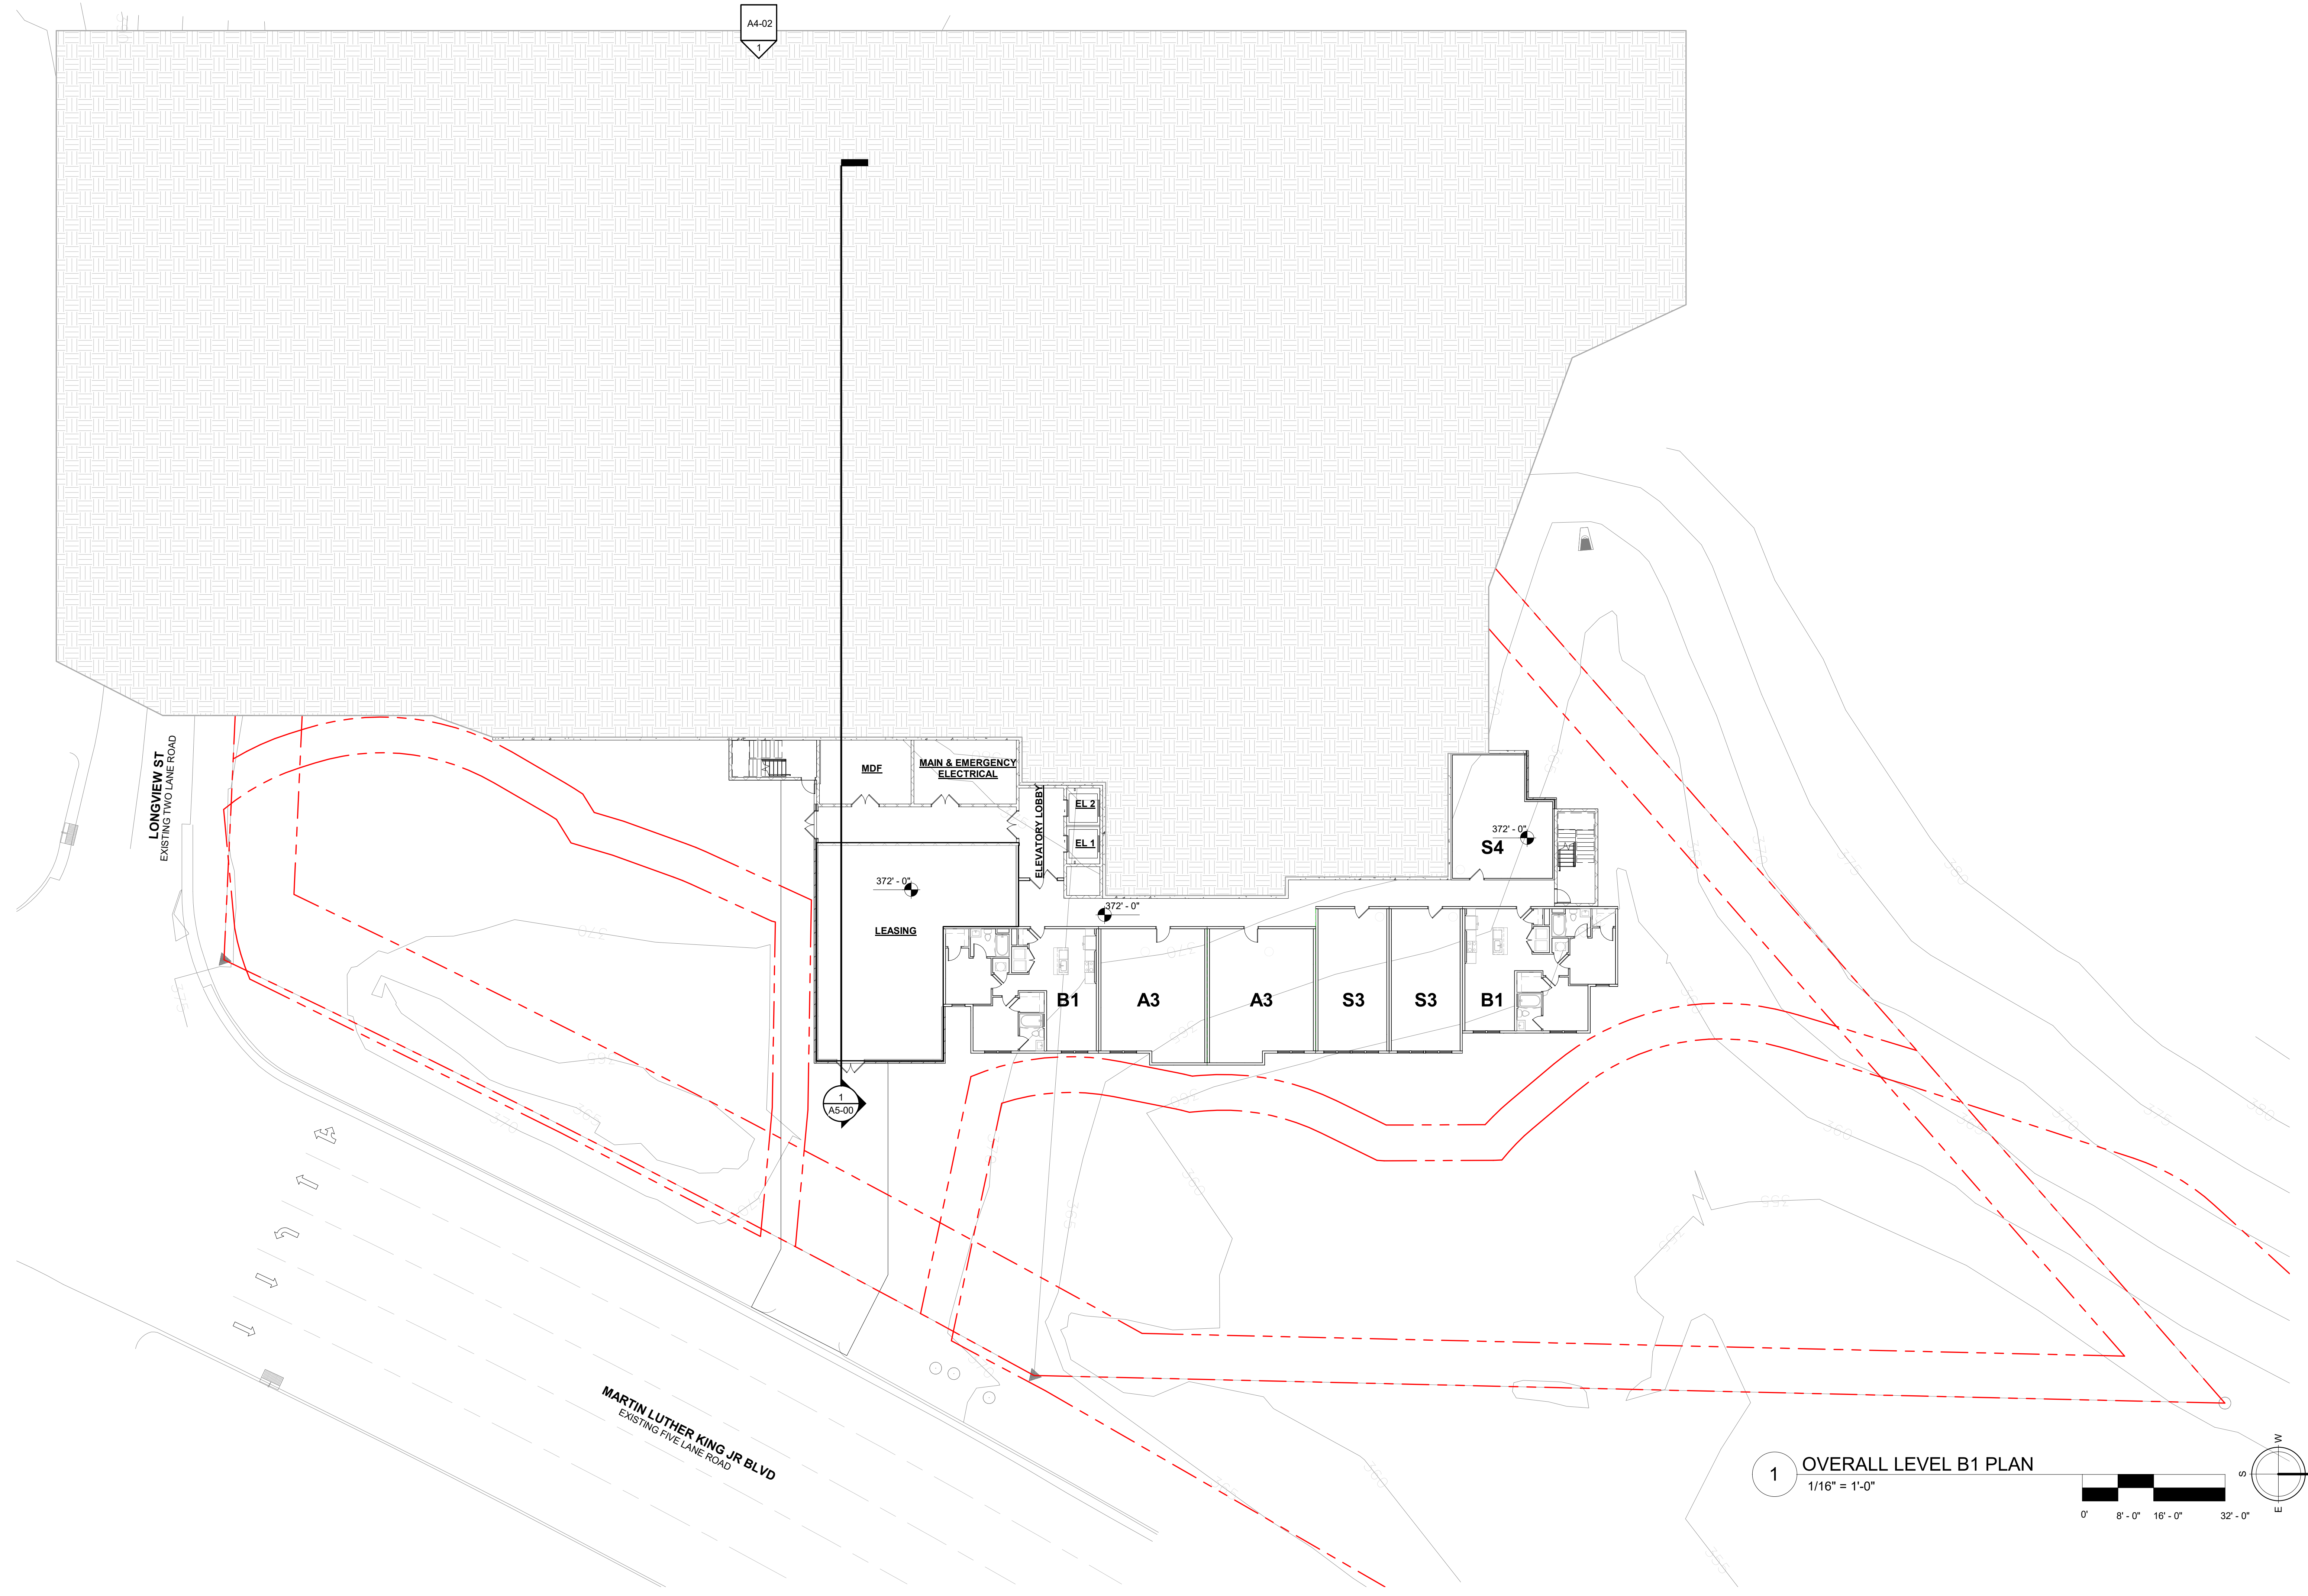 A4-02
1
LONGVIEW ST
EXISTING TWO LANE ROAD
MDF
MAIN & EMERGENCY
ELECTRICAL
ELEVATORY LOBBY
EL 2
EL 1
372' - 0"
S4
372' - 0"
372' - 0"
LEASING
370
370
B1
A3
A3
S3
S3
B1
1
A5-00
355
MARTIN LUTHER KING JR BLVD
EXISTING FIVE LANE ROAD
1
OVERALL LEVEL B1 PLAN
1/16" = 1'-0"
0'
8' - 0"
16' - 0"
32' - 0"
W
S
E